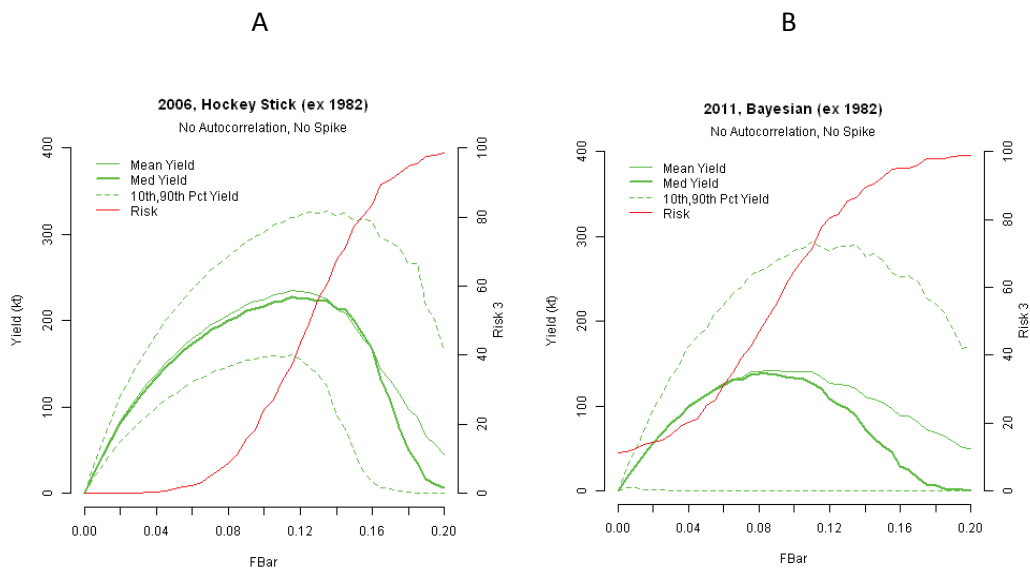 A
2006, Hockey Stick (ex 1982)
No Autocorrelation, No Spike
Mean Yield
Med Yield
10th,90th Pct Yield
Risk
Yield (kt)
0 100 200 300 400
Risk 3
0 20 40 60 80 100
0.00 0.04 0.08 0.12 0.16 0.20
FBar
B
2011, Bayesian (ex 1982)
No Autocorrelation, No Spike
Mean Yield
Med Yield
10th,90th Pct Yield
Risk
Yield (kt)
0 100 200 300 400
Risk 3
0 20 40 60 80 100
0.00 0.04 0.08 0.12 0.16 0.20
FBar